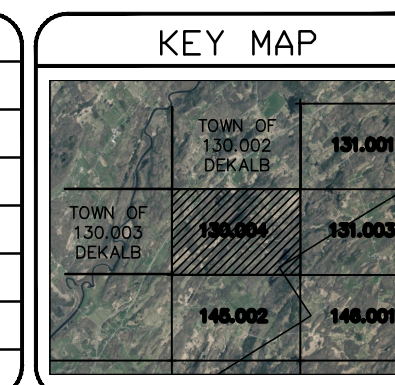 KEY MAP
TOWN OF
130.002
DEKALB
131.001
TOWN OF
130.003
DEKALB
130.004
131.003
145.002
146.001